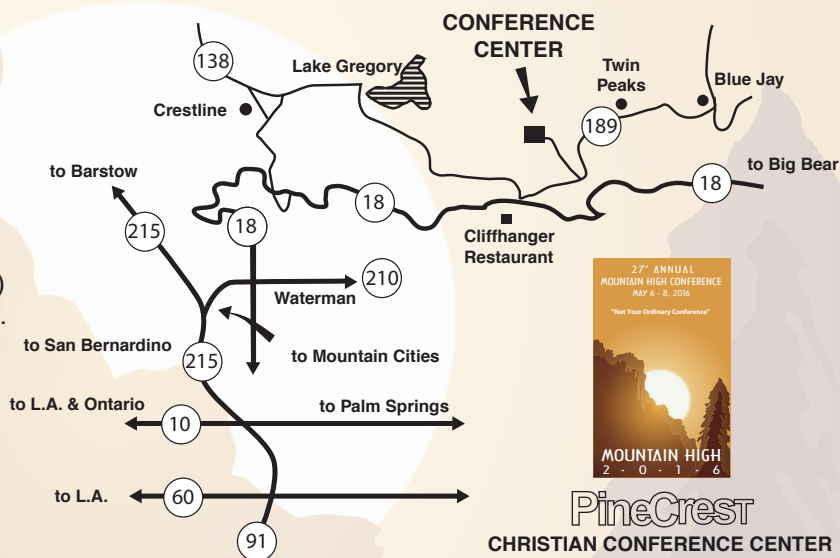 CONFERENCE
CENTER
138
Lake Gregory
Twin
Peaks
Blue Jay
Crestline
189
to Barstow
to Big Bear
18
18
215
18
Cliffhanger
Restaurant
210
Waterman
)
.
to San Bernardino
215
to Mountain Cities
to L.A. & Ontario
10
to Palm Springs
to L.A.
60
91
27TH ANNUAL
MOUNTAIN HIGH CONFERENCE
MAY 6 - 8, 2016
"Not Your Ordinary Conference"
MOUNTAIN HIGH
2 - 0 - 1 - 6
PineCrest
CHRISTIAN CONFERENCE CENTER